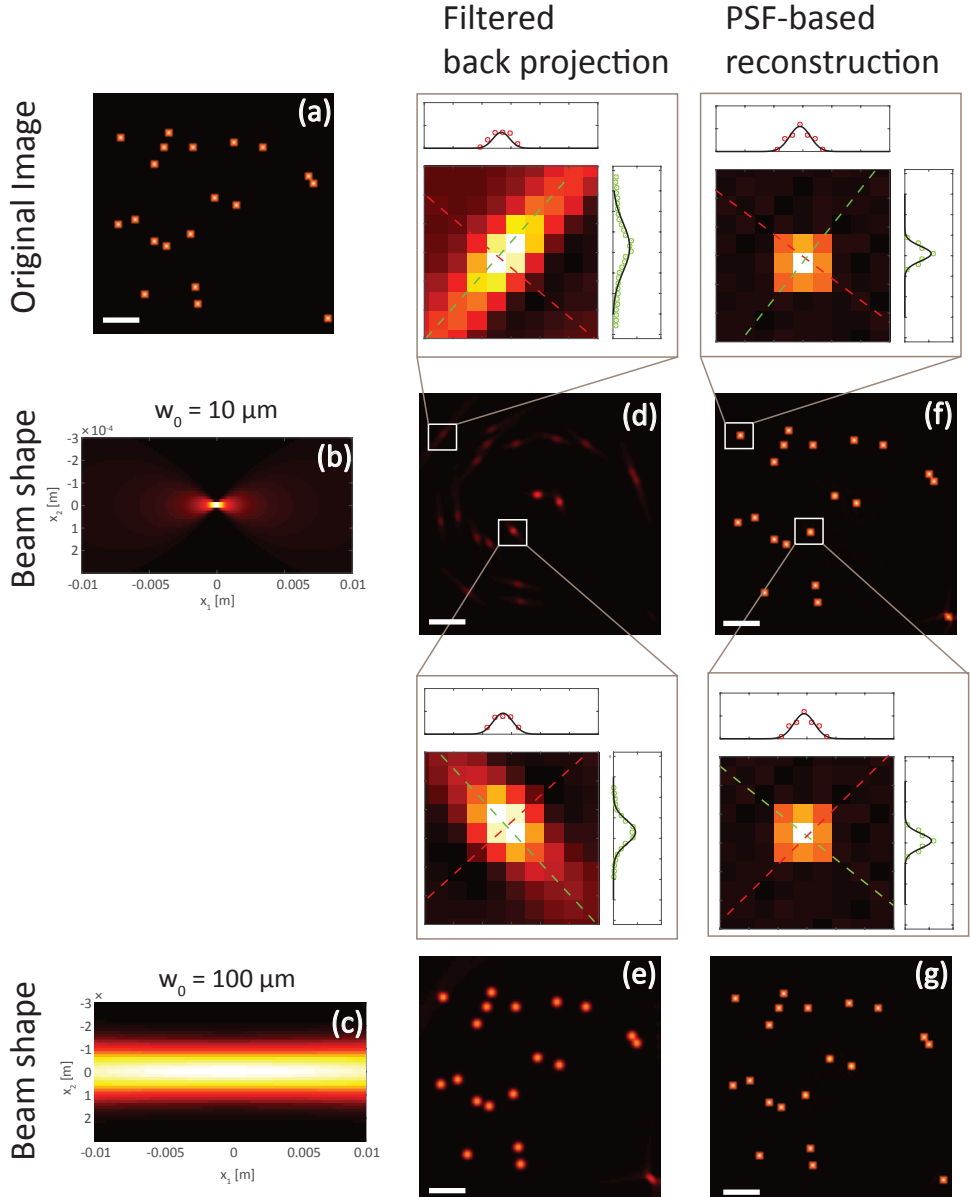 Filtered
back projection
PSF-based
reconstruction
Original Image
(a)
Beam shape
w0 = 10 µm
× 10-4
(b)
-3
-2
-1
0
1
2
x2 [m]
-0.01
-0.005
0
0.005
0.01
x1 [m]
(d)
(f)
Beam shape
w0 = 100 µm
-3 ×
(c)
-2
-1
0
1
2
x2 [m]
-0.01
-0.005
0
0.005
0.01
x1 [m]
(e)
(g)